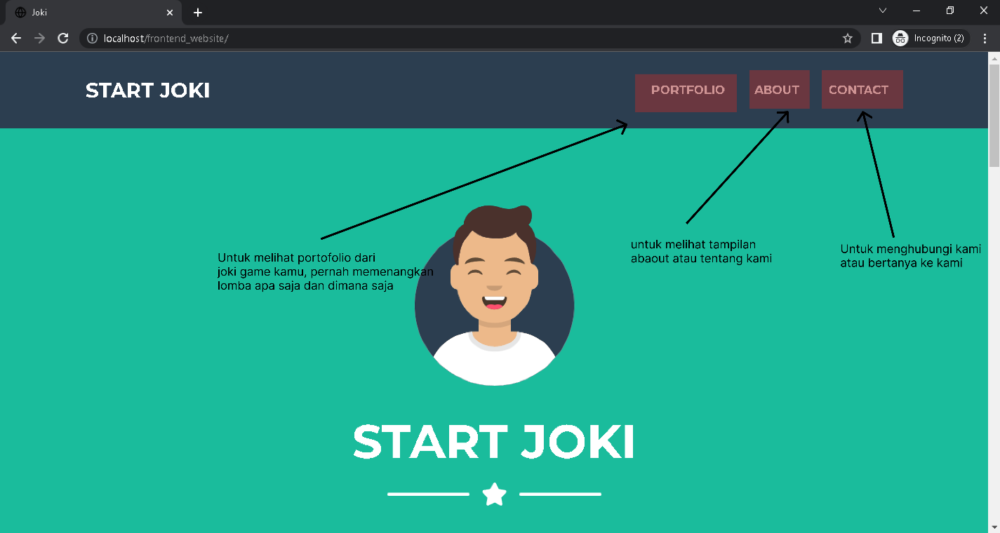 Joki
localhost/frontend_website/
Incognito (2)
START JOKI
PORTFOLIO
ABOUT
CONTACT
Untuk melihat portofolio dari
joki game kamu, pernah memenangkan
lomba apa saja dan dimana saja
untuk melihat tampilan
abaout atau tentang kami
Untuk menghubungi kami
atau bertanya ke kami
START JOKI